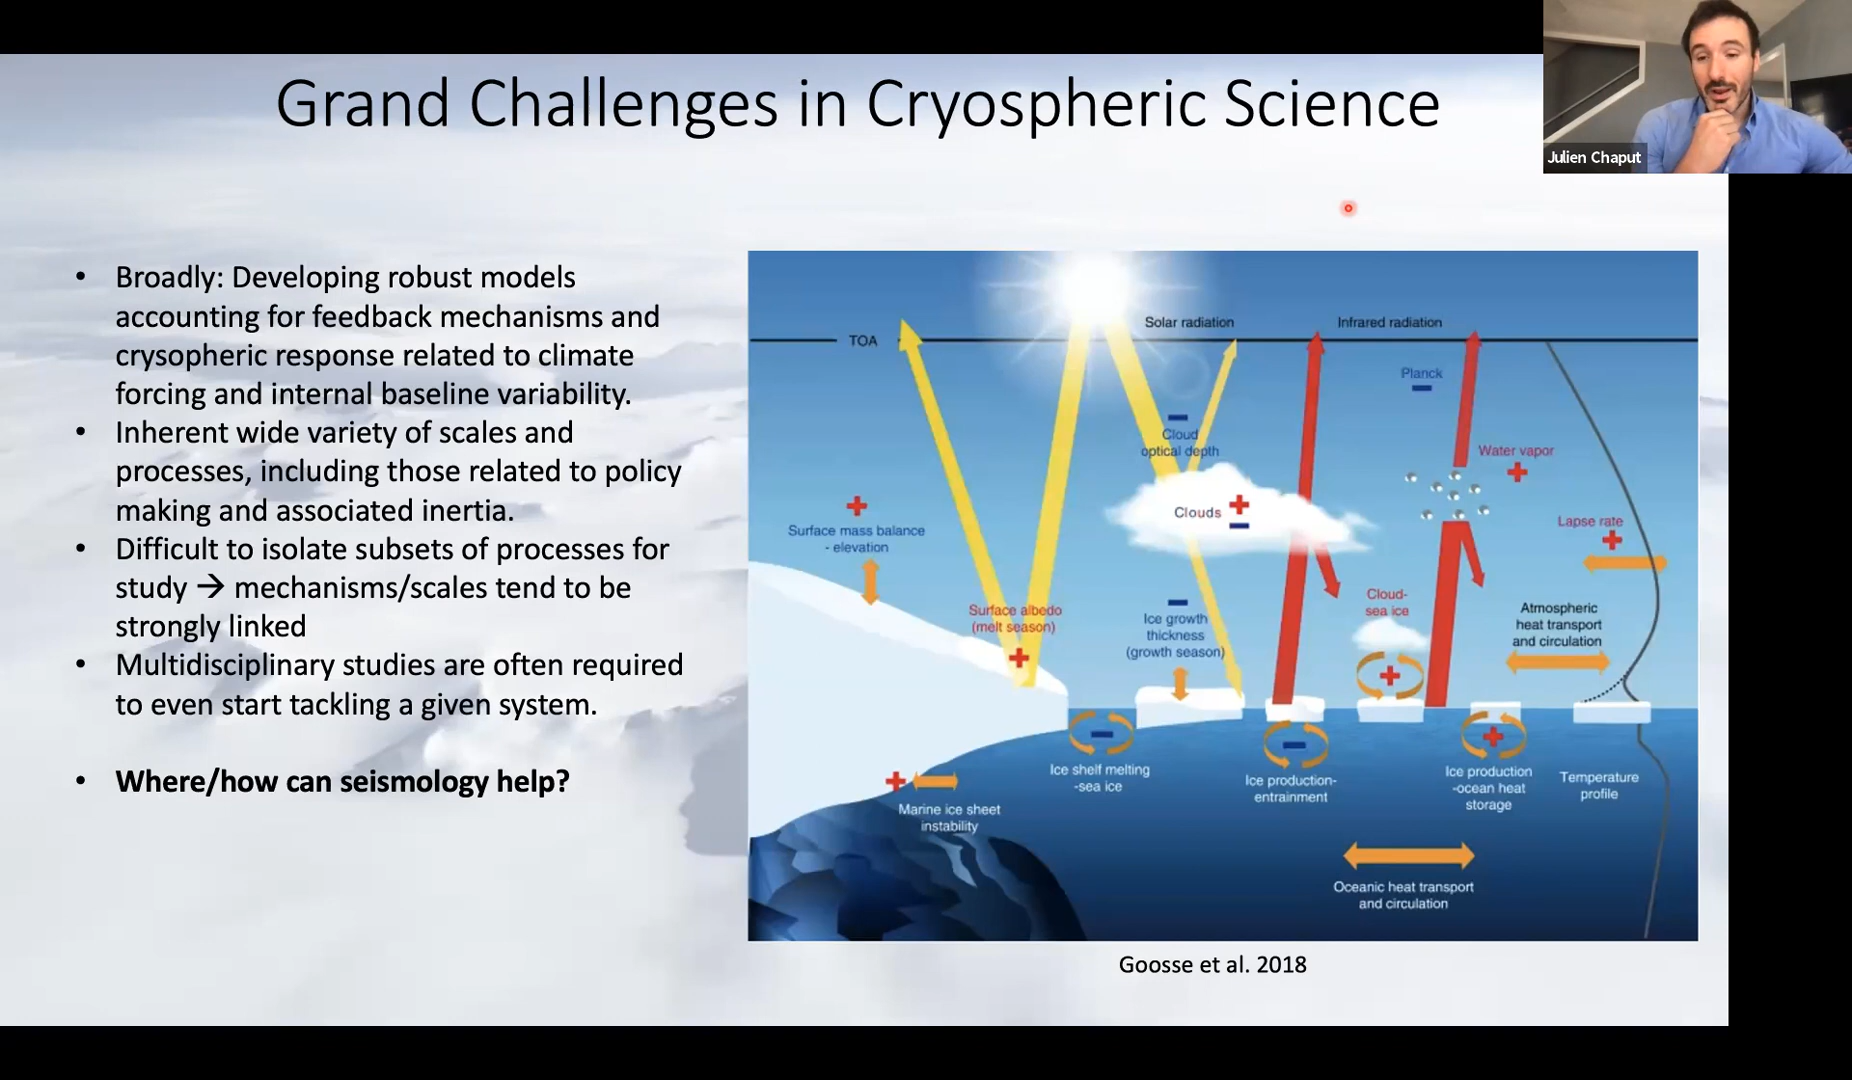 Grand Challenges in Cryospheric Science
Julien Chaput
• Broadly: Developing robust models
accounting for feedback mechanisms and
crysopheric response related to climate
forcing and internal baseline variability.
• Inherent wide variety of scales and
processes, including those related to policy
making and associated inertia.
• Difficult to isolate subsets of processes for
study → mechanisms/scales tend to be
strongly linked
• Multidisciplinary studies are often required
to even start tackling a given system.
• Where/how can seismology help?
TOA
Solar radiation
Infrared radiation
Planck
Cloud
optical depth
Water vapor
Clouds
Surface mass balance
- elevation
Lapse rate
Surface albedo
(melt season)
Ice growth
thickness
(growth season)
Cloud-
sea ice
Atmospheric
heat transport
and circulation
Ice shelf melting
-sea ice
Ice production-
entrainment
Ice production
-ocean heat
storage
Temperature
profile
Marine ice sheet
instability
Oceanic heat transport
and circulation
Goosse et al. 2018